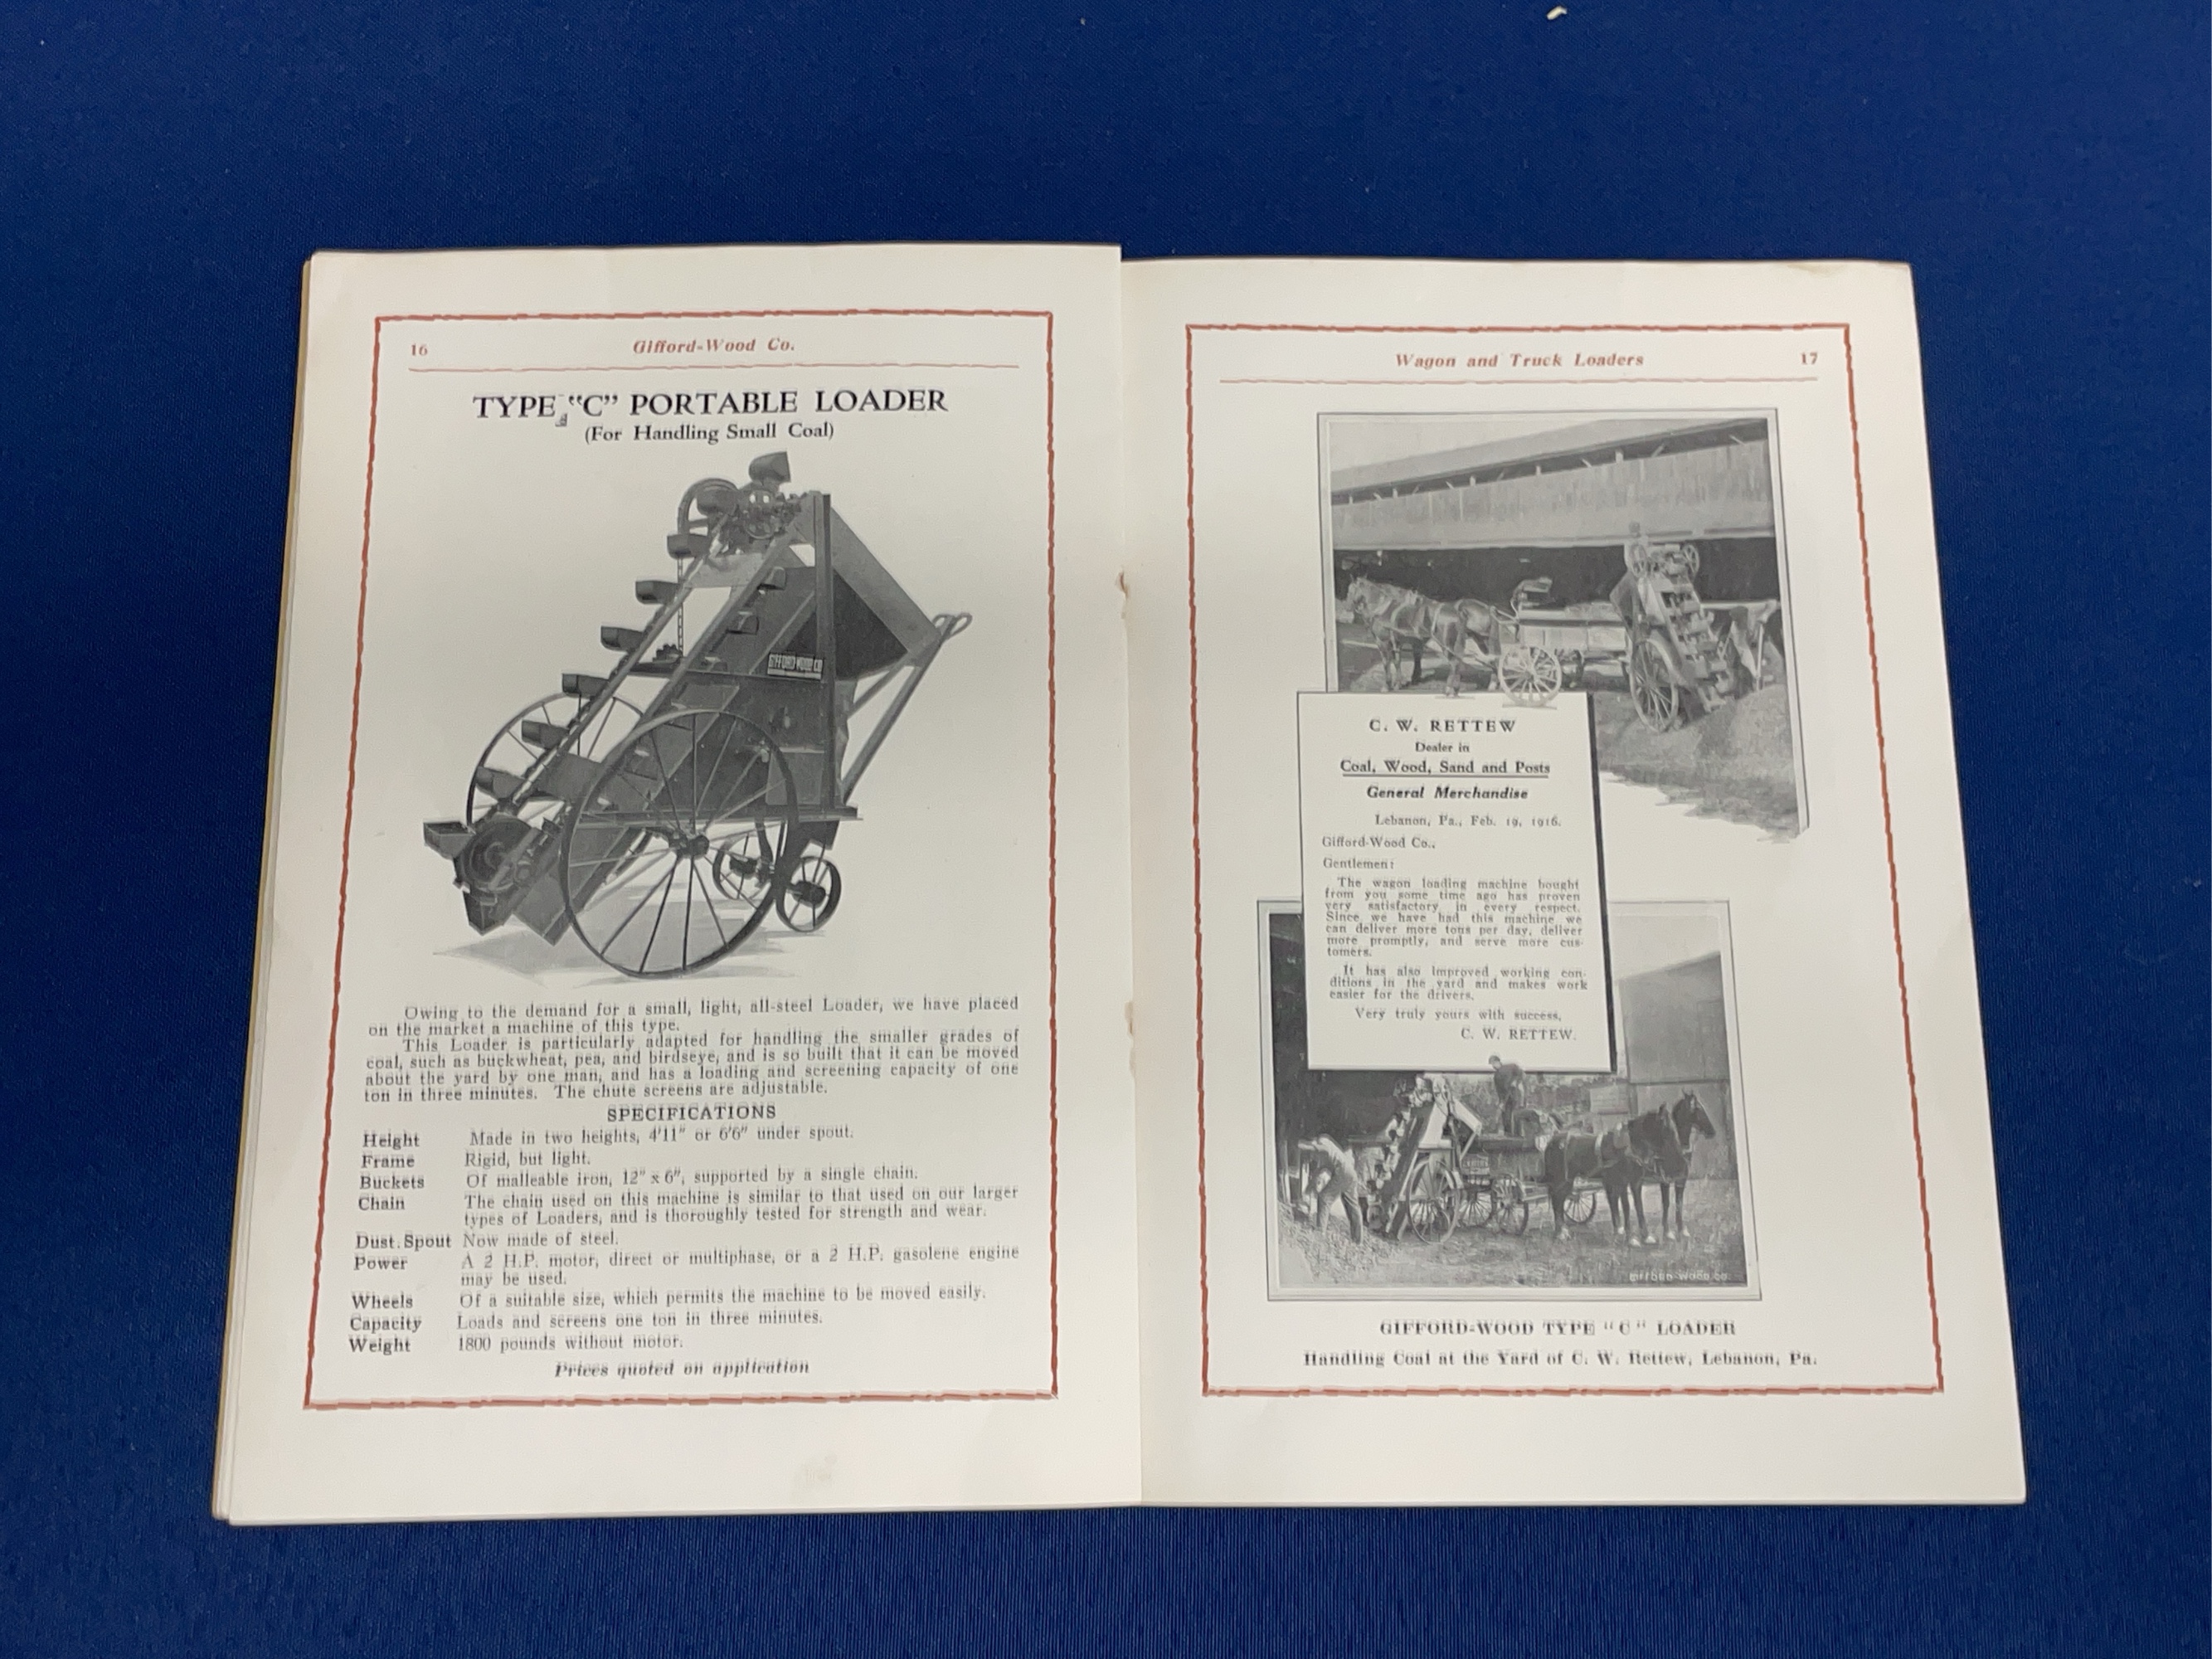 16
Gifford-Wood Co.
TYPE "C" PORTABLE LOADER
(For Handling Small Coal)
GIFFORD WOOD CO
Owing to the demand for a small, light, all-steel Loader, we have placed
on the market a machine of this type.
This Loader is particularly adapted for handling the smaller grades of
coal, such as buckwheat, pea, and birdseye, and is so built that it can be moved
about the yard by one man, and has a loading and screening capacity of one
ton in three minutes. The chute screens are adjustable.
SPECIFICATIONS
Height Made in two heights, 4'11" or 6'6" under spout.
Frame Rigid, but light.
Buckets Of malleable iron, 12" x 6", supported by a single chain.
Chain The chain used on this machine is similar to that used on our larger
types of Loaders, and is thoroughly tested for strength and wear.
Dust Spout Now made of steel.
Power A 2 H.P. motor, direct or multiphase, or a 2 H.P. gasolene engine
may be used.
Wheels Of a suitable size, which permits the machine to be moved easily.
Capacity Loads and screens one ton in three minutes.
Weight 1800 pounds without motor.
Prices quoted on application
Wagon and Truck Loaders
17
C. W. RETTEW
Dealer in
Coal, Wood, Sand and Posts
General Merchandise
Lebanon, Pa., Feb. 19, 1916.
Gifford-Wood Co.,
Gentlemen:
The wagon loading machine bought
from you some time ago has proven
very satisfactory in every respect.
Since we have had this machine we
can deliver more tons per day, deliver
more promptly, and serve more cus-
tomers.
It has also improved working con-
ditions in the yard and makes work
easier for the drivers.
Very truly yours with success,
C. W. RETTEW.
GIFFORD-WOOD CO.
GIFFORD-WOOD TYPE "C" LOADER
Handling Coal at the Yard of C. W. Rettew, Lebanon, Pa.